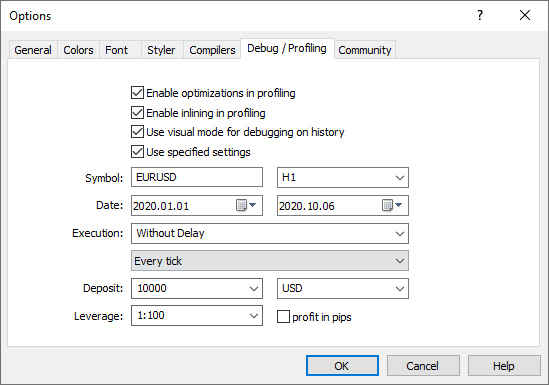 Options
General Colors Font Styler Compilers Debug / Profiling Community
Enable optimizations in profiling
Enable inlining in profiling
Use visual mode for debugging on history
Use specified settings
Symbol: EURUSD H1
Date: 2020.01.01 2020.10.06
Execution: Without Delay
Every tick
Deposit: 10000 USD
Leverage: 1:100 profit in pips
OK Cancel Help